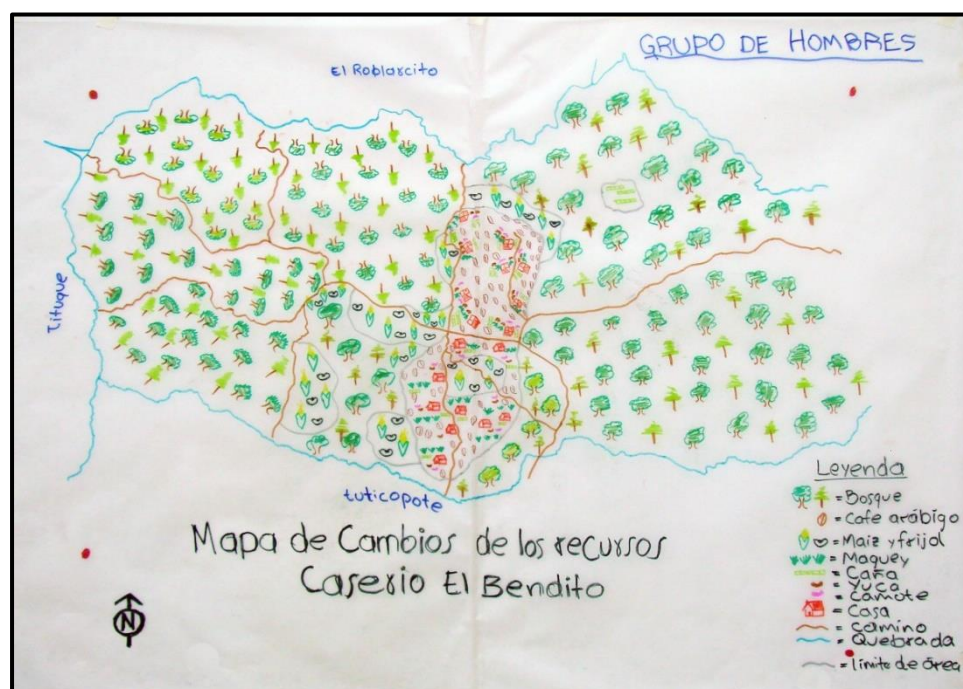 GRUPO DE HOMBRES
El Roblarcito
Tituque
tuticopote
Mapa de Cambios de los recursos
Caserio El Bendito
N
Leyenda
= Bosque
= Cafe arábigo
= Maiz y frijol
= Maguey
= Caña
= Yuca
= Camote
= Casa
= camino
= Quebrada
= limite de área